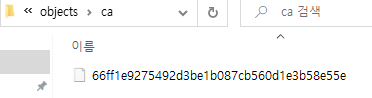 « objects › ca
ca 검색
이름
66ff1e9275492d3be1b087cb560d1e3b58e55e